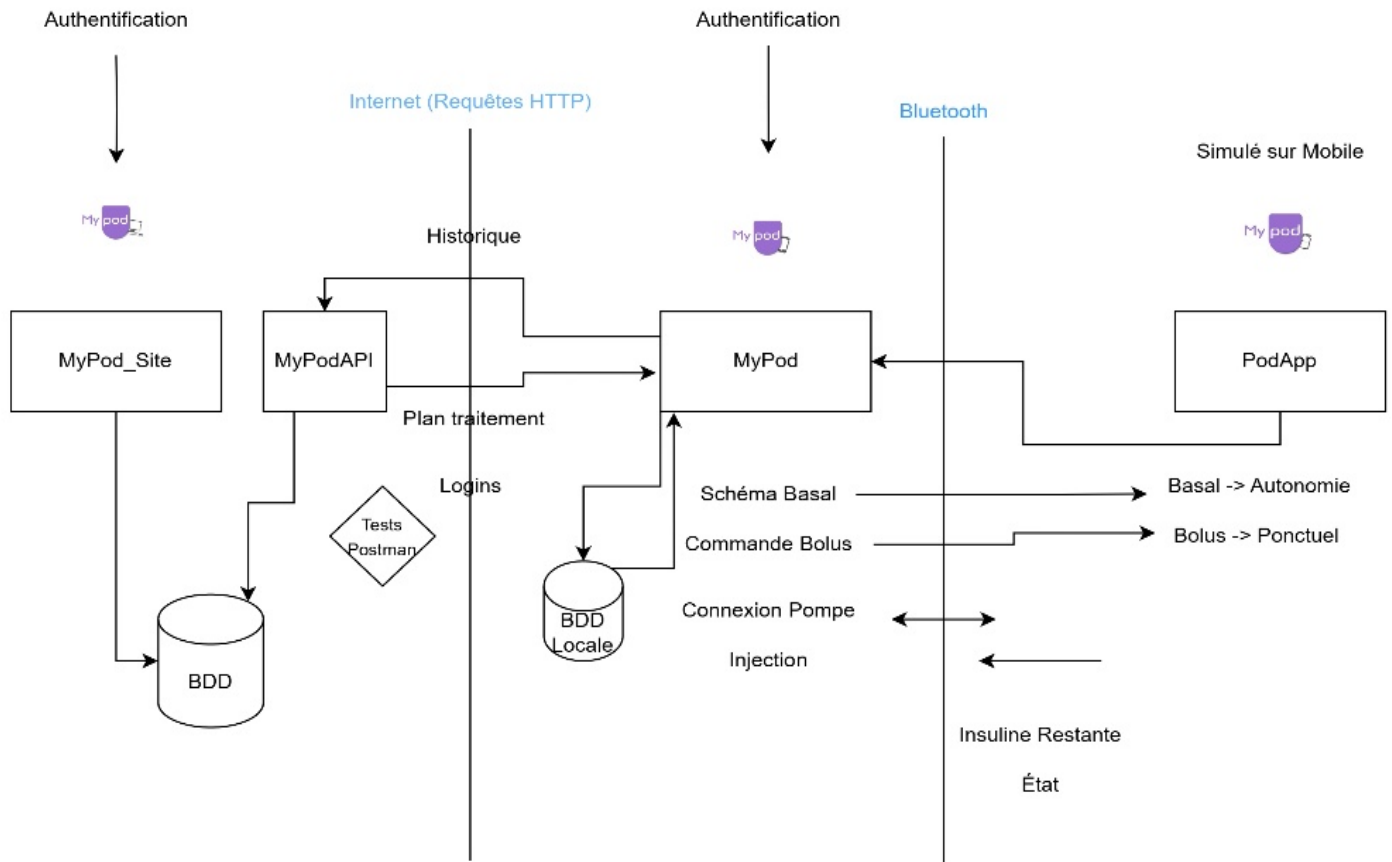 Authentification
Authentification
Internet (Requêtes HTTP)
Bluetooth
Simulé sur Mobile
My pod
My pod
My pod
Historique
MyPod_Site
MyPodAPI
MyPod
PodApp
Plan traitement
Logins
Tests
Postman
Schéma Basal
Basal -> Autonomie
Commande Bolus
Bolus -> Ponctuel
BDD
Locale
Connexion Pompe
Injection
BDD
Insuline Restante
État